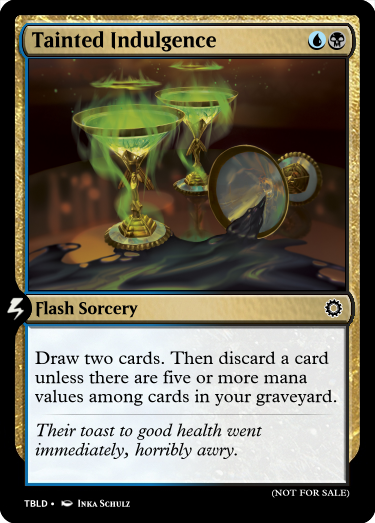 Tainted Indulgence
Flash Sorcery
Draw two cards. Then discard a card
unless there are five or more mana
values among cards in your graveyard.
Their toast to good health went
immediately, horribly awry.
(NOT FOR SALE)
TBLD • Inka Schulz